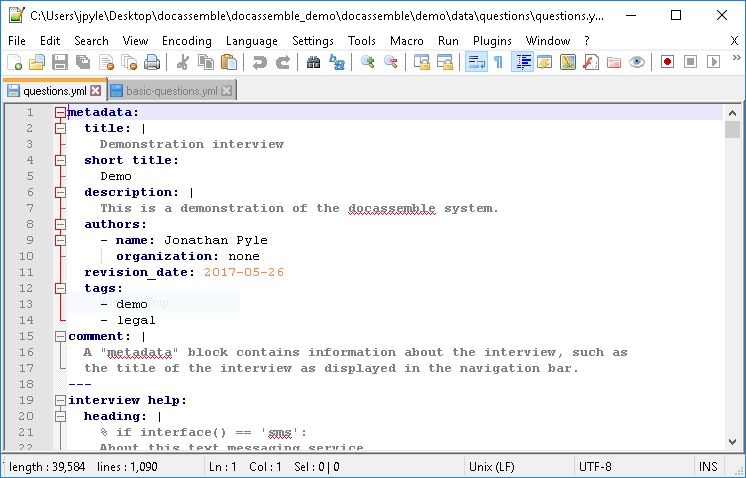 C:\Users\jpyle\Desktop\docassemble\docassemble_demo\docassemble\demo\data\questions\questions.y...
File Edit Search View Encoding Language Settings Tools Macro Run Plugins Window ? X
questions.yml basic-questions.yml
1 metadata:
2 title: |
3 Demonstration interview
4 short title:
5 Demo
6 description: |
7 This is a demonstration of the docassemble system.
8 authors:
9 - name: Jonathan Pyle
10 organization: none
11 revision_date: 2017-05-26
12 tags:
13 - demo
14 - legal
15 comment: |
16 A "metadata" block contains information about the interview, such as
17 the title of the interview as displayed in the navigation bar.
18 ---
19 interview help:
20 heading: |
21 % if interface() == 'sms':
22 About this text messaging service
length : 39,584 lines : 1,090 Ln : 1 Col : 1 Sel : 0 | 0 Unix (LF) UTF-8 INS